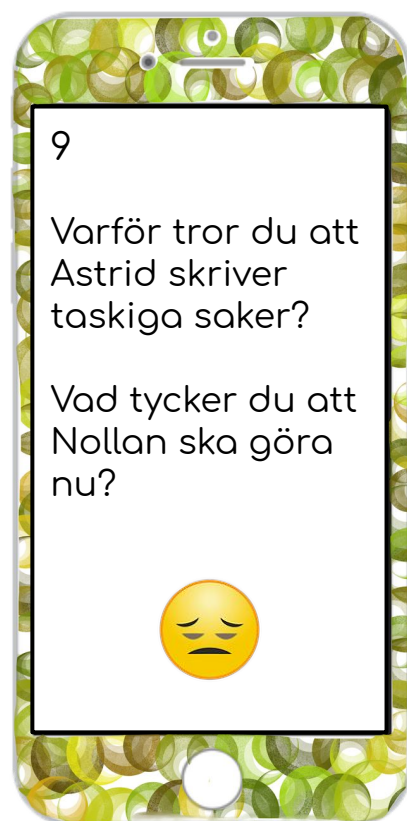 9
Varför tror du att
Astrid skriver
taskiga saker?
Vad tycker du att
Nollan ska göra
nu?